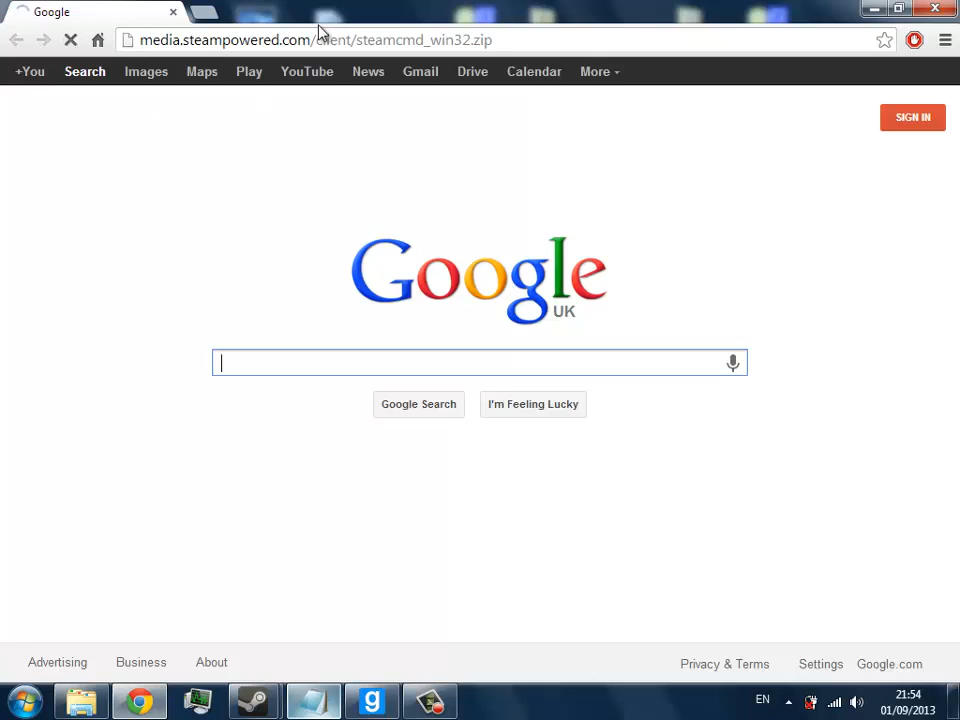 Google
media.steampowered.com/client/steamcmd_win32.zip
+You Search Images Maps Play YouTube News Gmail Drive Calendar More
SIGN IN
Google
UK
Google Search I'm Feeling Lucky
Advertising Business About Privacy & Terms Settings Google.com
EN 21:54
01/09/2013